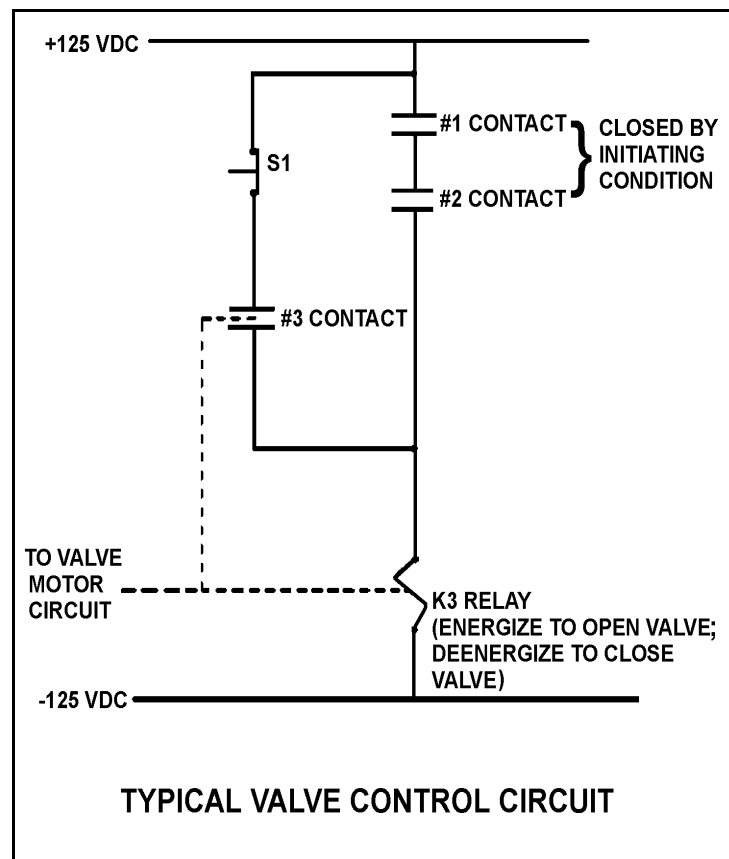 +125 VDC
#1 CONTACT
CLOSED BY
INITIATING
CONDITION
S1
#2 CONTACT
#3 CONTACT
TO VALVE
MOTOR
CIRCUIT
K3 RELAY
(ENERGIZE TO OPEN VALVE;
DEENERGIZE TO CLOSE
VALVE)
-125 VDC
TYPICAL VALVE CONTROL CIRCUIT